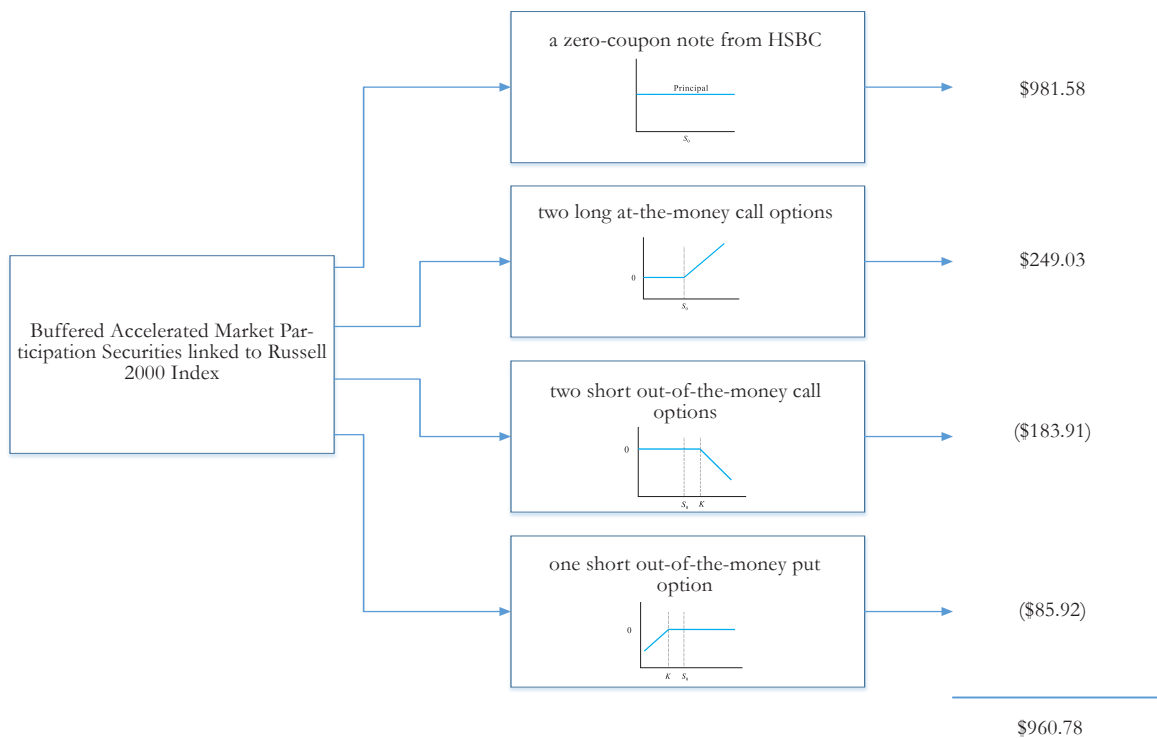 a zero-coupon note from HSBC
Principal
S₀
$981.58
two long at-the-money call options
0
S₀
$249.03
Buffered Accelerated Market Par-
ticipation Securities linked to Russell
2000 Index
two short out-of-the-money call
options
0
S₀ K
($183.91)
one short out-of-the-money put
option
0
K S₀
($85.92)
$960.78